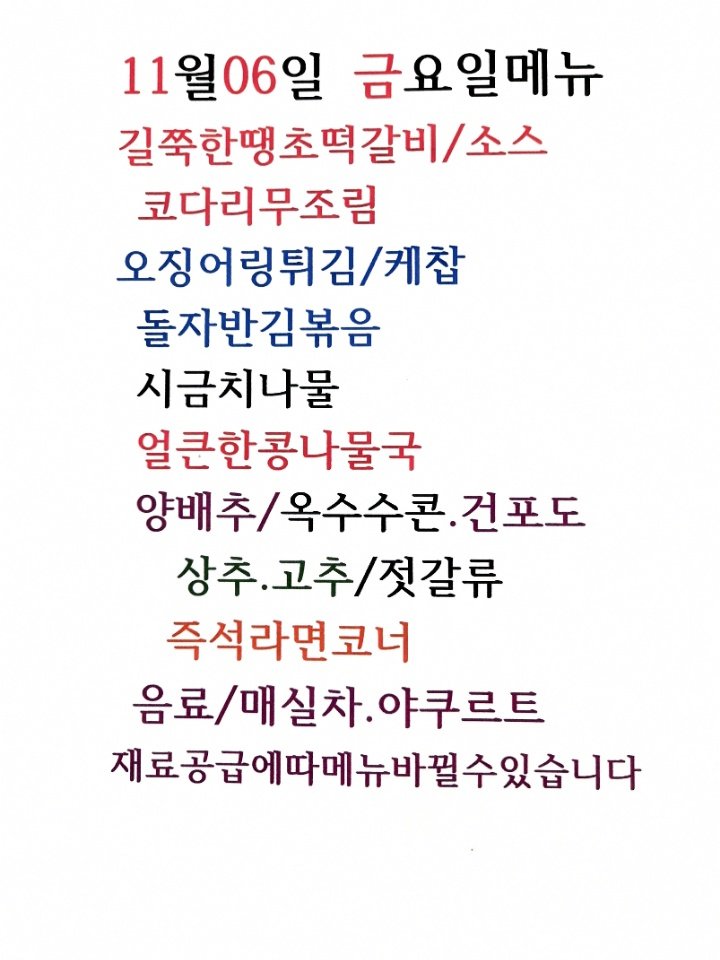 11월06일 금요일메뉴
길쭉한땡초떡갈비/소스
코다리무조림
오징어링튀김/케찹
돌자반김볶음
시금치나물
얼큰한콩나물국
양배추/옥수수콘.건포도
상추.고추/젓갈류
즉석라면코너
음료/매실차.야쿠르트
재료공급에따메뉴바뀔수있습니다